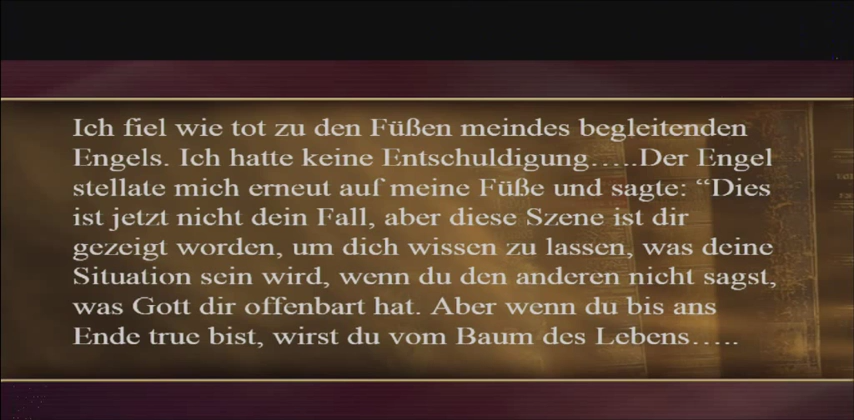 Ich fiel wie tot zu den Füßen meindes begleitenden
Engels. Ich hatte keine Entschuldigung…..Der Engel
stellate mich erneut auf meine Füße und sagte: “Dies
ist jetzt nicht dein Fall, aber diese Szene ist dir
gezeigt worden, um dich wissen zu lassen, was deine
Situation sein wird, wenn du den anderen nicht sagst,
was Gott dir offenbart hat. Aber wenn du bis ans
Ende true bist, wirst du vom Baum des Lebens…..